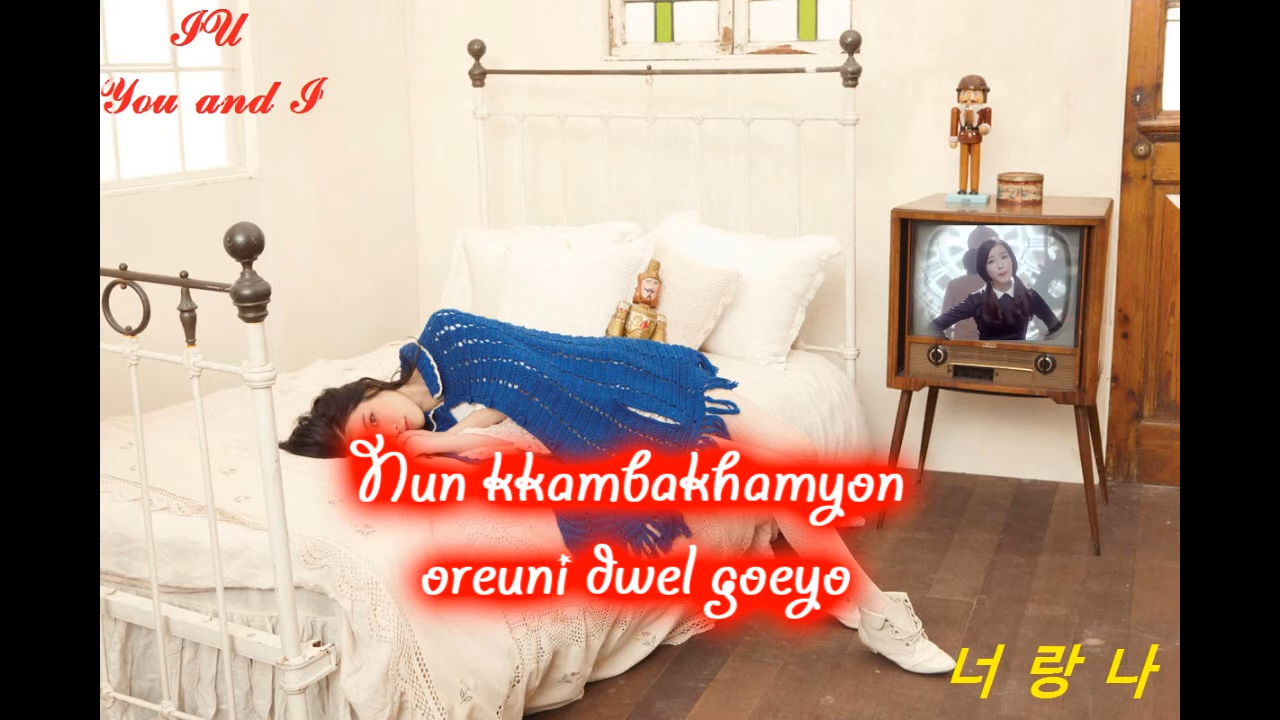 IU
You and I
Nun kkambakhamyon
oreuni dwel goeyo
너 랑 나